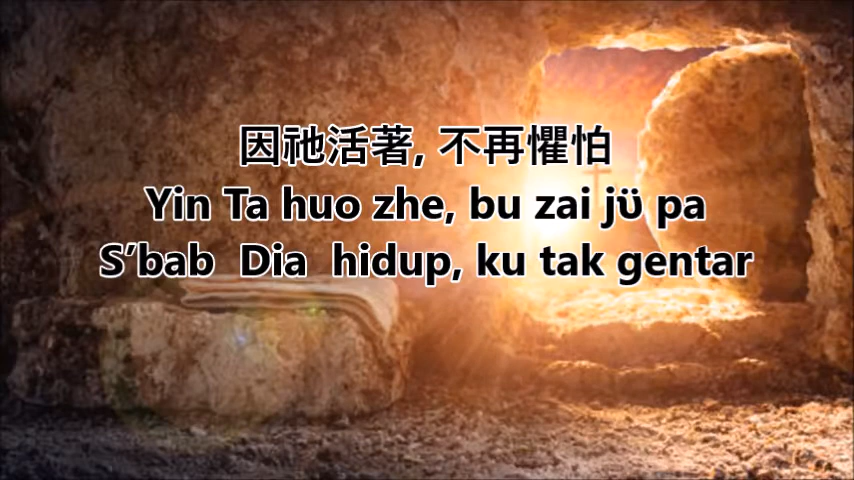 因祂活著, 不再懼怕
Yin Ta huo zhe, bu zai jϋ pa
S’bab Dia hidup, ku tak gentar